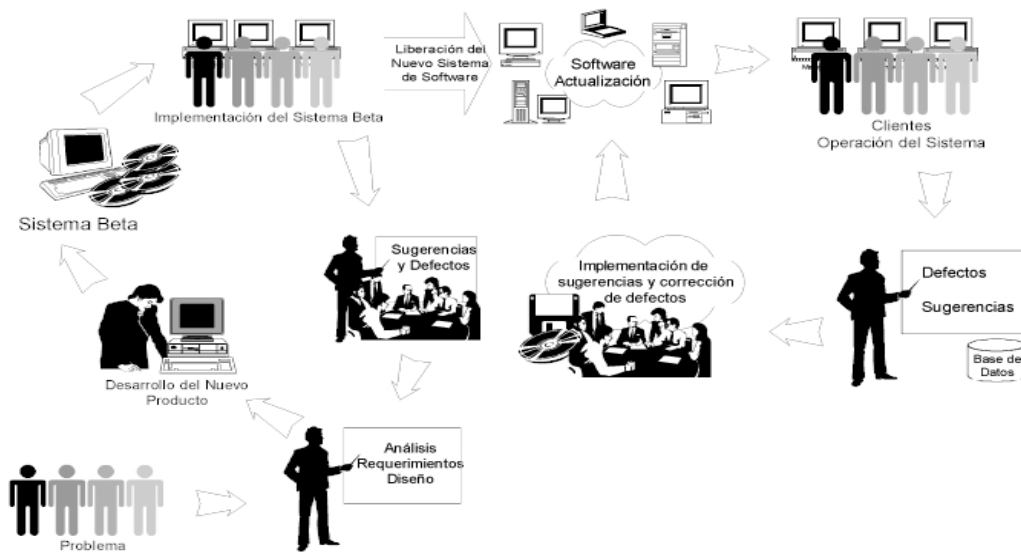 Implementación del Sistema Beta
Liberación del
Nuevo Sistema
de Software
Software
Actualización
Clientes
Operación del Sistema
Sistema Beta
Sugerencias
y Defectos
Implementación de
sugerencias y corrección
de defectos
Defectos
Sugerencias
Base de
Datos
Desarrollo del Nuevo
Producto
Análisis
Requerimientos
Diseño
Problema